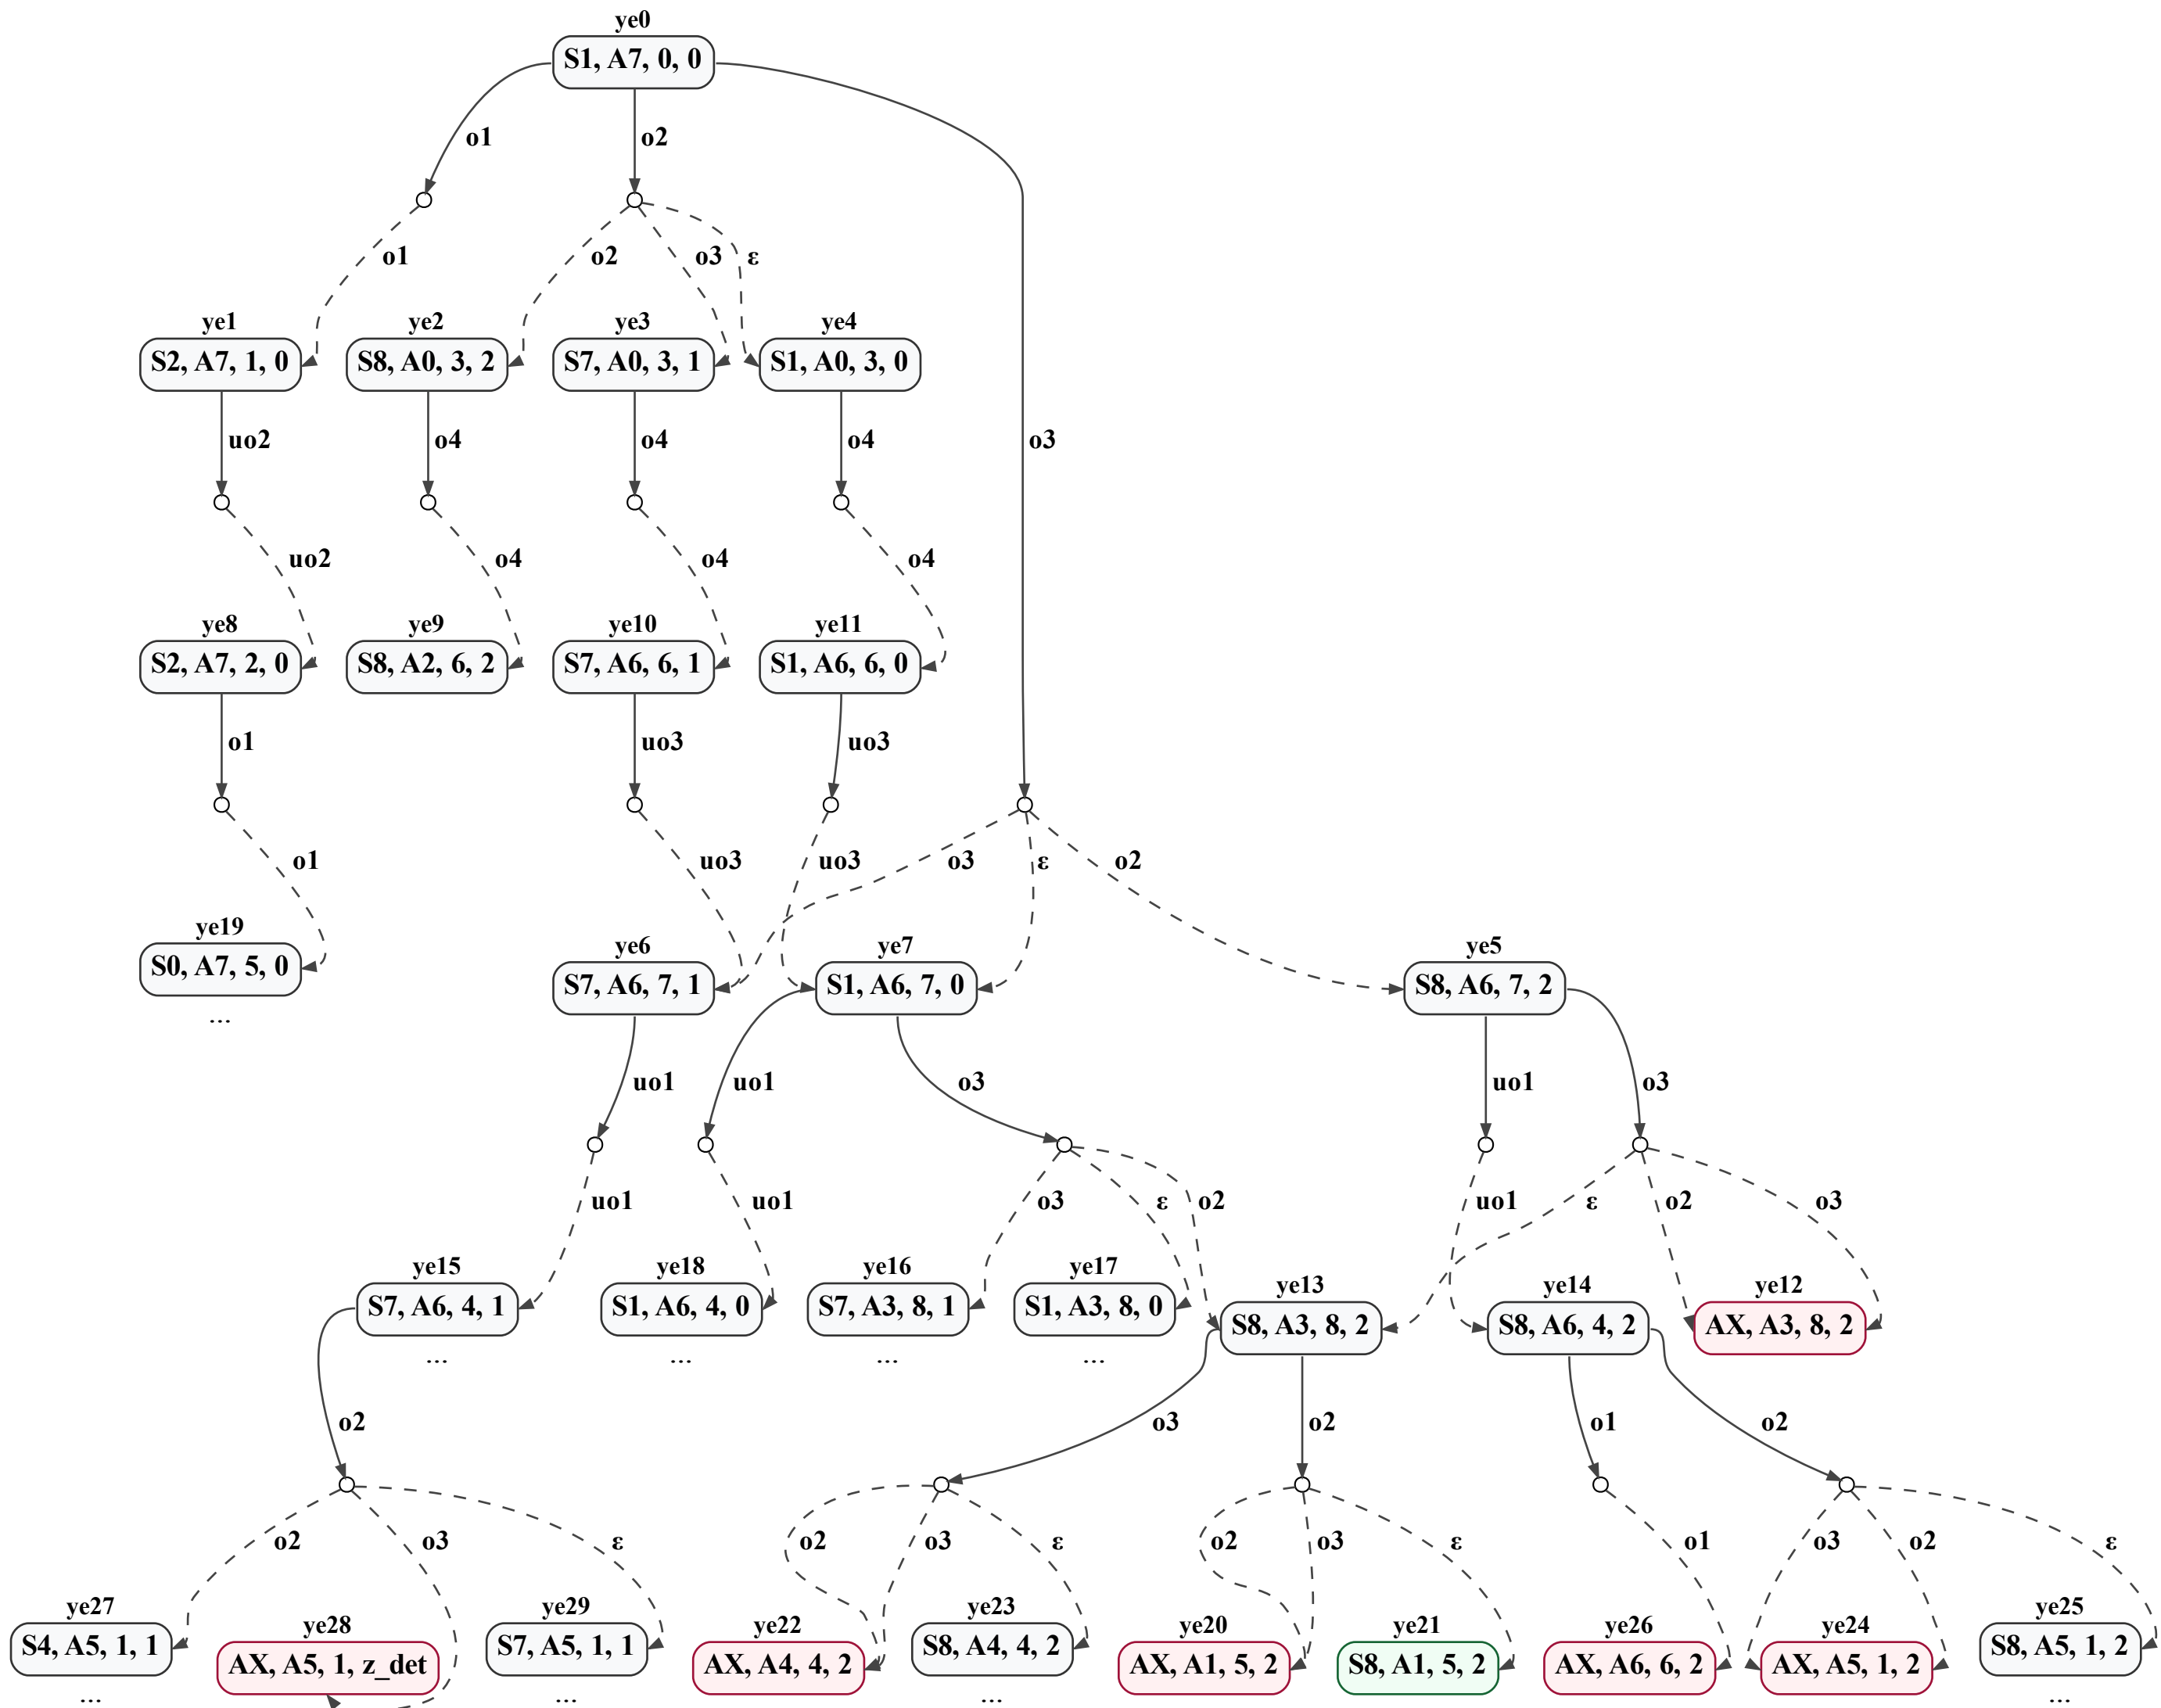 ye0
S1, A7, 0, 0
o1
o2
o1
o2
o3
ε
ye1
ye2
ye3
ye4
S2, A7, 1, 0
S8, A0, 3, 2
S7, A0, 3, 1
S1, A0, 3, 0
uo2
o4
o4
o4
o3
uo2
o4
o4
o4
ye8
ye9
ye10
ye11
S2, A7, 2, 0
S8, A2, 6, 2
S7, A6, 6, 1
S1, A6, 6, 0
o1
uo3
uo3
o1
uo3
uo3
o3
ε
o2
ye19
S0, A7, 5, 0
...
ye6
ye7
ye5
S7, A6, 7, 1
S1, A6, 7, 0
S8, A6, 7, 2
uo1
uo1
o3
uo1
o3
uo1
uo1
o3
ε
o2
uo1
ε
o2
o3
ye15
ye18
ye16
ye17
ye13
ye14
ye12
S7, A6, 4, 1
S1, A6, 4, 0
S7, A3, 8, 1
S1, A3, 8, 0
S8, A3, 8, 2
S8, A6, 4, 2
AX, A3, 8, 2
...
...
...
...
o2
o3
o2
o1
o2
o2
o3
ε
o2
o3
ε
o2
o3
ε
o1
o3
o2
ε
ye27
ye28
ye29
ye22
ye23
ye20
ye21
ye26
ye24
ye25
S4, A5, 1, 1
AX, A5, 1, z_det
S7, A5, 1, 1
AX, A4, 4, 2
S8, A4, 4, 2
AX, A1, 5, 2
S8, A1, 5, 2
AX, A6, 6, 2
AX, A5, 1, 2
S8, A5, 1, 2
...
...
...
...